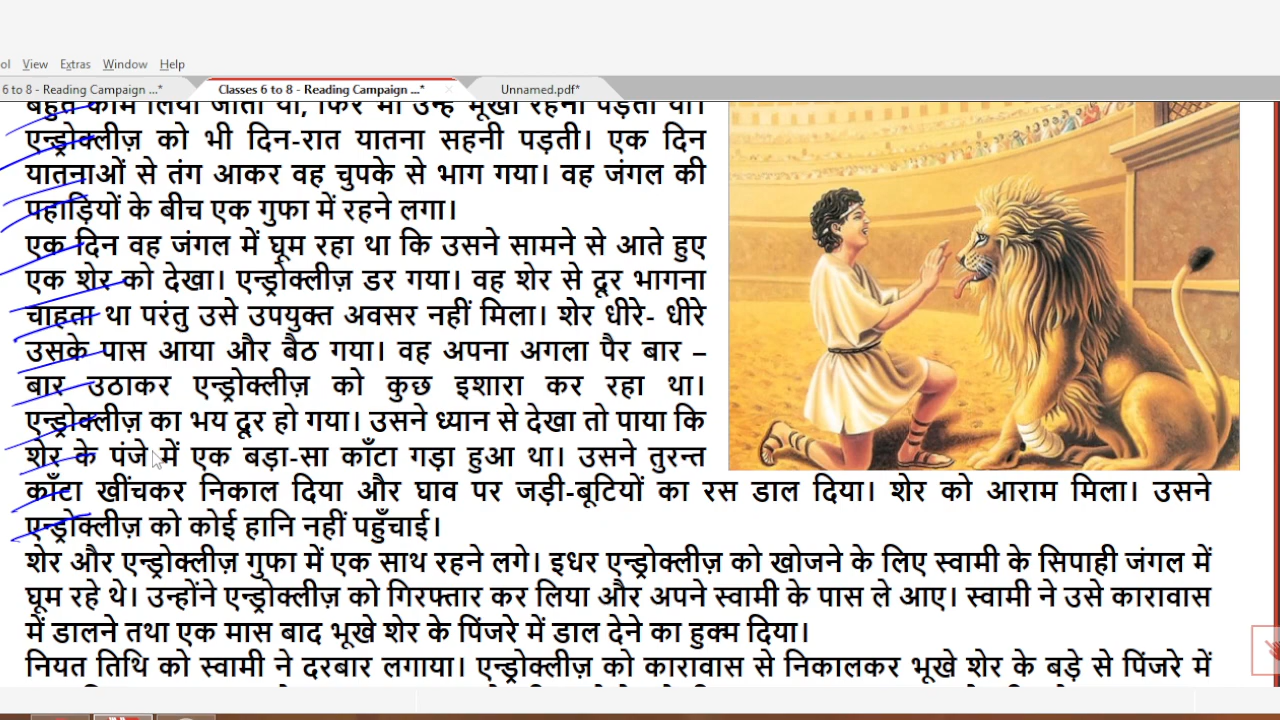 ol View Extras Window Help
6 to 8 - Reading Campaign ...* Classes 6 to 8 - Reading Campaign ...* Unnamed.pdf*
बहुत काम लिया जाता था, फिर भी उन्हें भूखा रहना पड़ता था।
एन्ड्रोक्लीज़ को भी दिन-रात यातना सहनी पड़ती। एक दिन
यातनाओं से तंग आकर वह चुपके से भाग गया। वह जंगल की
पहाड़ियों के बीच एक गुफा में रहने लगा।
एक दिन वह जंगल में घूम रहा था कि उसने सामने से आते हुए
एक शेर को देखा। एन्ड्रोक्लीज़ डर गया। वह शेर से दूर भागना
चाहता था परंतु उसे उपयुक्त अवसर नहीं मिला। शेर धीरे- धीरे
उसके पास आया और बैठ गया। वह अपना अगला पैर बार –
बार उठाकर एन्ड्रोक्लीज़ को कुछ इशारा कर रहा था।
एन्ड्रोक्लीज़ का भय दूर हो गया। उसने ध्यान से देखा तो पाया कि
शेर के पंजे में एक बड़ा-सा काँटा गड़ा हुआ था। उसने तुरन्त
काँटा खींचकर निकाल दिया और घाव पर जड़ी-बूटियों का रस डाल दिया। शेर को आराम मिला। उसने
एन्ड्रोक्लीज़ को कोई हानि नहीं पहुँचाई।
शेर और एन्ड्रोक्लीज़ गुफा में एक साथ रहने लगे। इधर एन्ड्रोक्लीज़ को खोजने के लिए स्वामी के सिपाही जंगल में
घूम रहे थे। उन्होंने एन्ड्रोक्लीज़ को गिरफ्तार कर लिया और अपने स्वामी के पास ले आए। स्वामी ने उसे कारावास
में डालने तथा एक मास बाद भूखे शेर के पिंजरे में डाल देने का हुक्म दिया।
नियत तिथि को स्वामी ने दरबार लगाया। एन्ड्रोक्लीज़ को कारावास से निकालकर भूखे शेर के बड़े से पिंजरे में